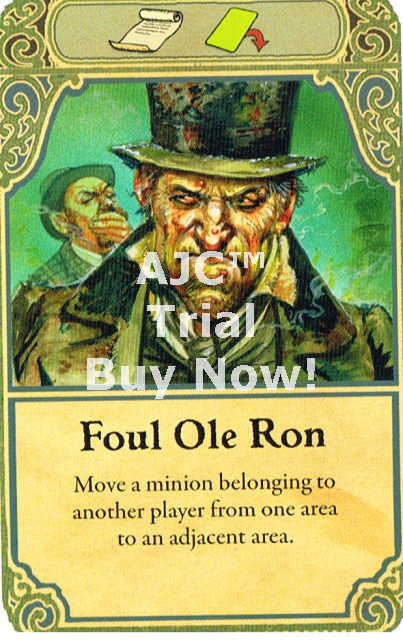 AJC™
Trial
Buy Now!
Foul Ole Ron
Move a minion belonging to
another player from one area
to an adjacent area.